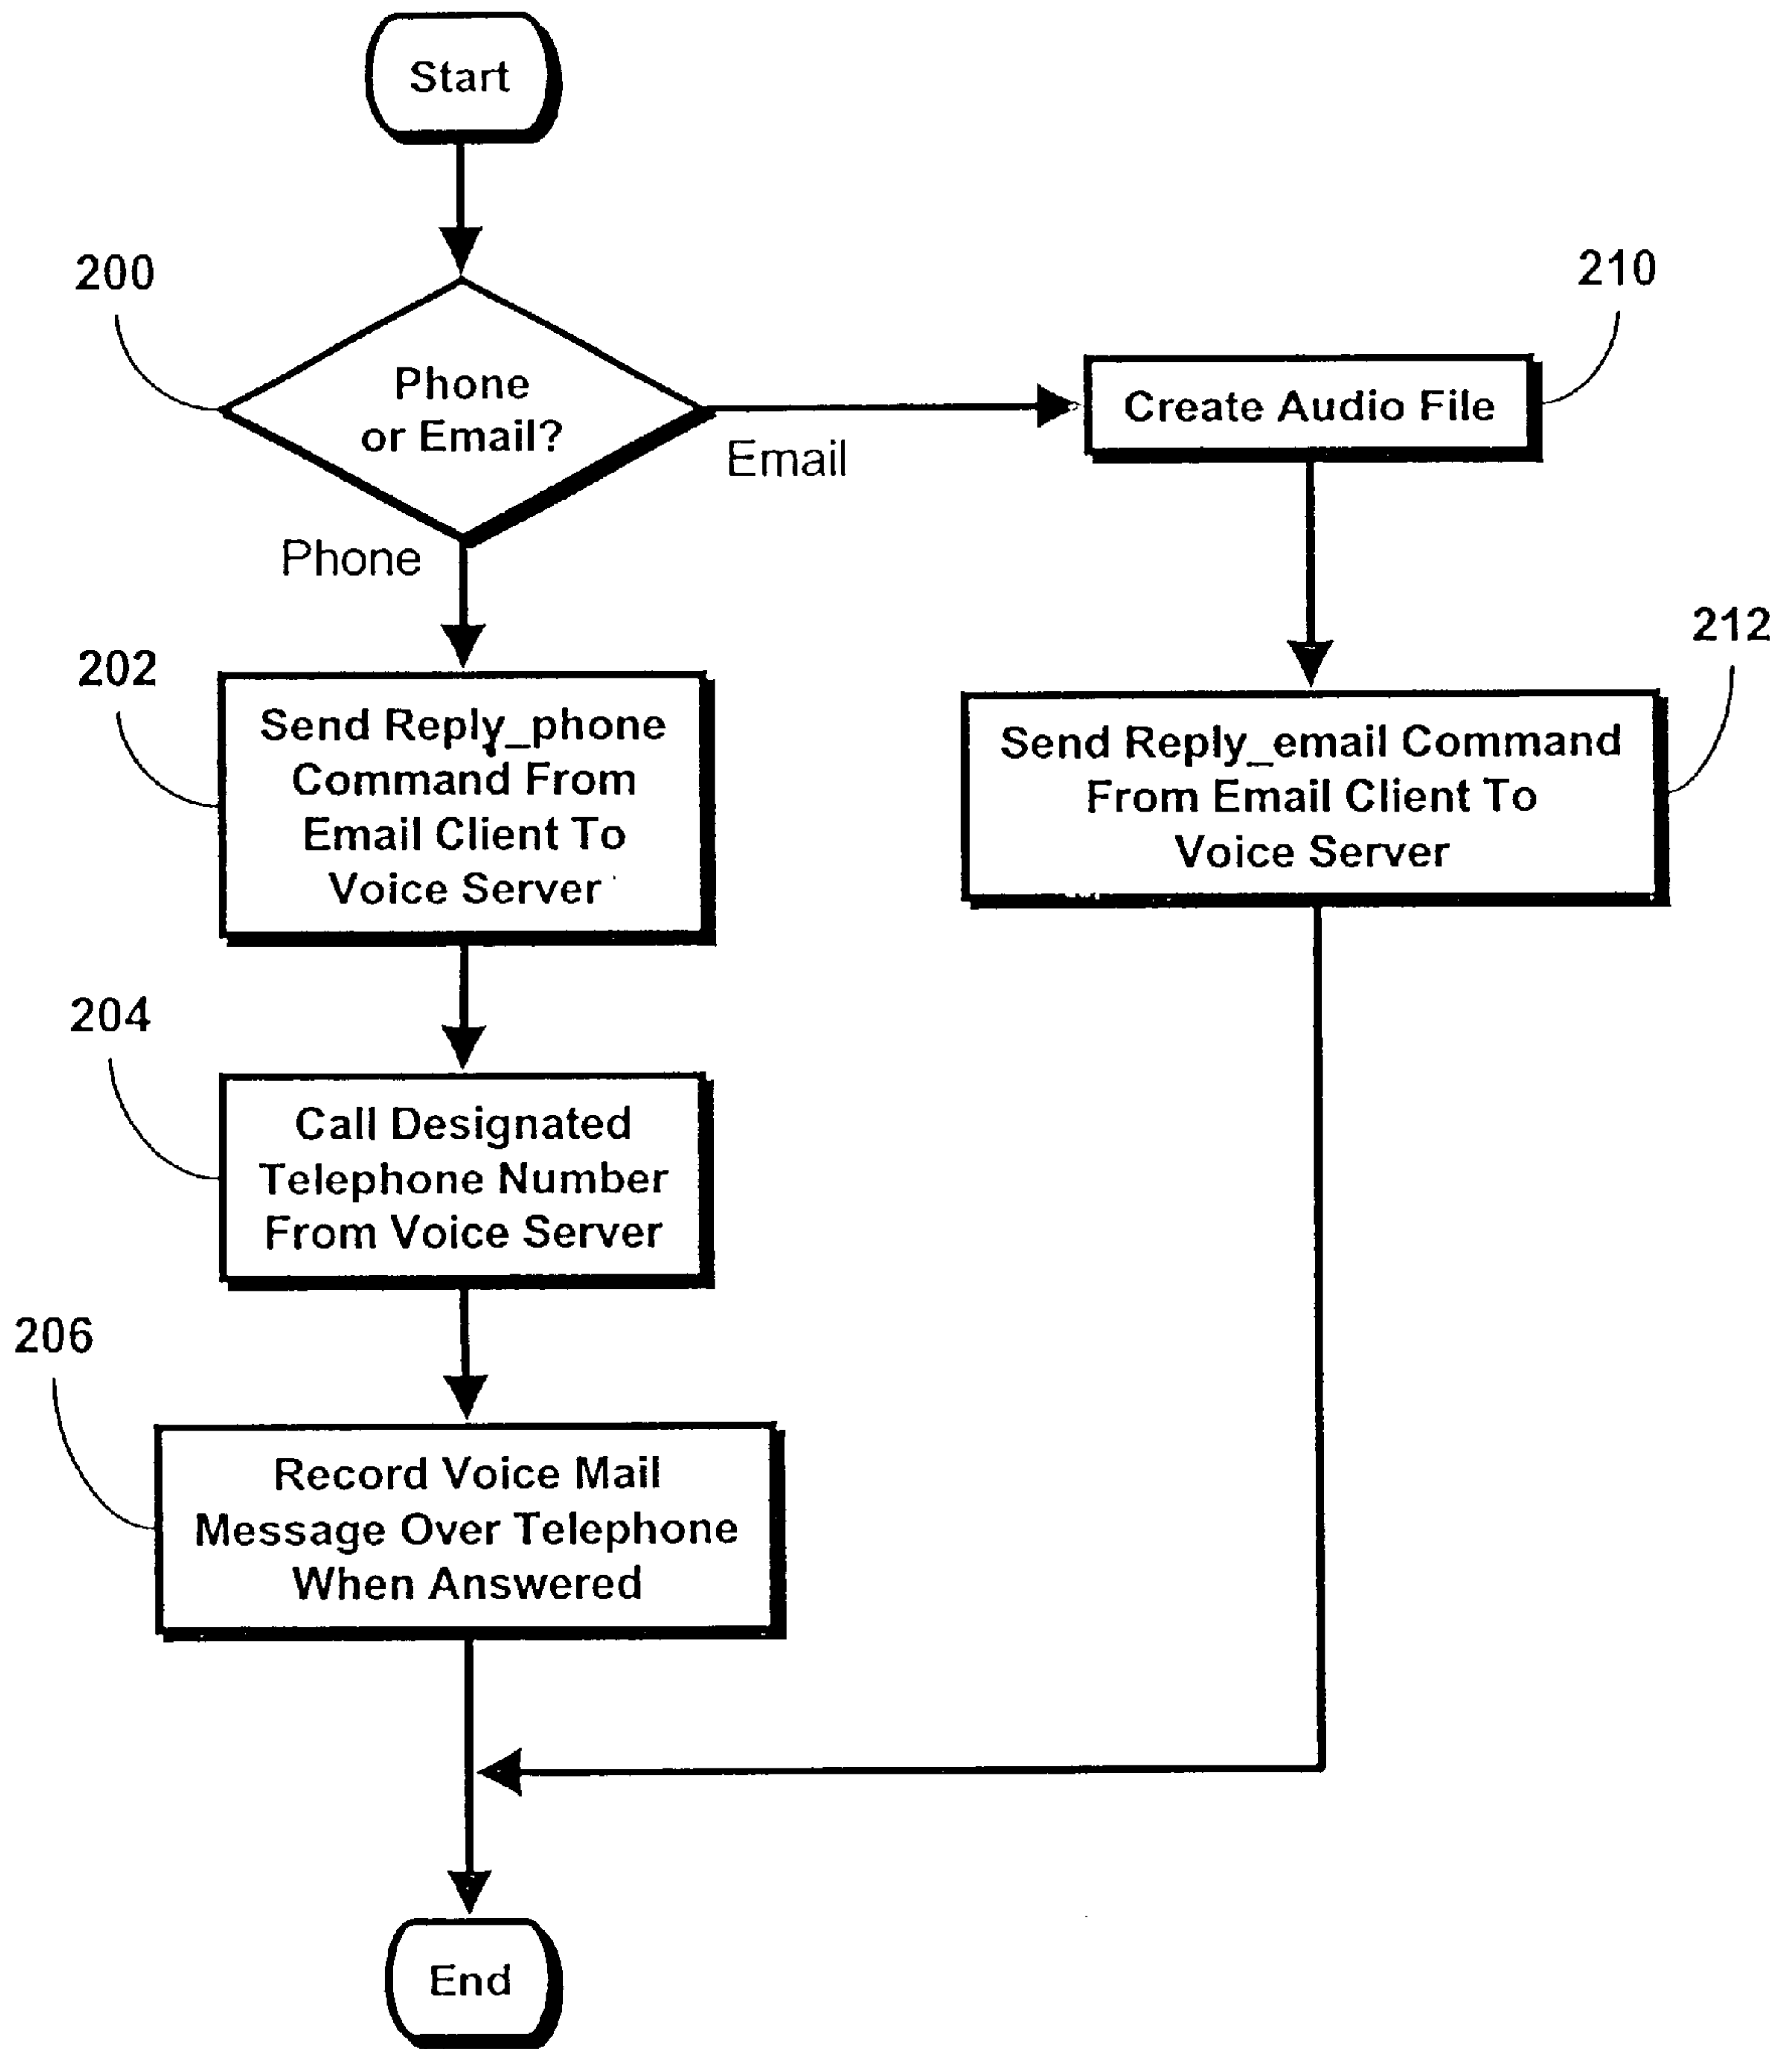 Start
200
Phone
or Email?
Email
Phone
210
Create Audio File
212
Send Reply_email Command
From Email Client To
Voice Server
202
Send Reply_phone
Command From
Email Client To
Voice Server
204
Call Designated
Telephone Number
From Voice Server
206
Record Voice Mail
Message Over Telephone
When Answered
End